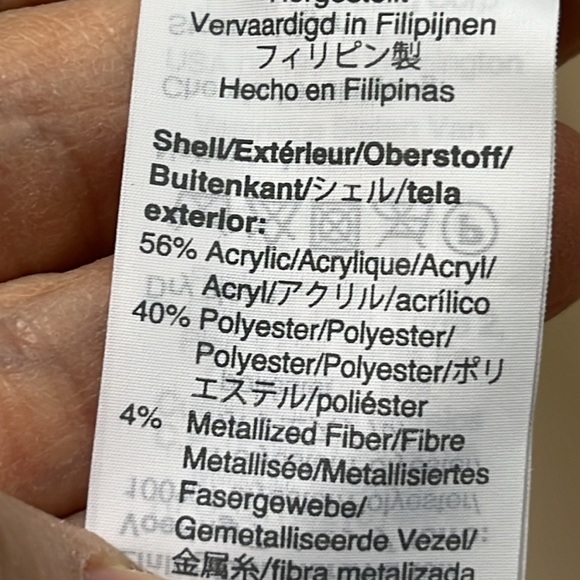 Vervaardigd in Filipijnen
フィリピン製
Hecho en Filipinas
Shell/Extérieur/Oberstoff/
Buitenkant/シェル/tela
exterior:
56% Acrylic/Acrylique/Acryl/
Acryl/アクリル/acrílico
40% Polyester/Polyester/
Polyester/Polyester/ポリ
エステル/poliéster
4% Metallized Fiber/Fibre
Metallisée/Metallisiertes
Fasergewebe/
Gemetalliseerde Vezel/
金属糸/fibra metalizada